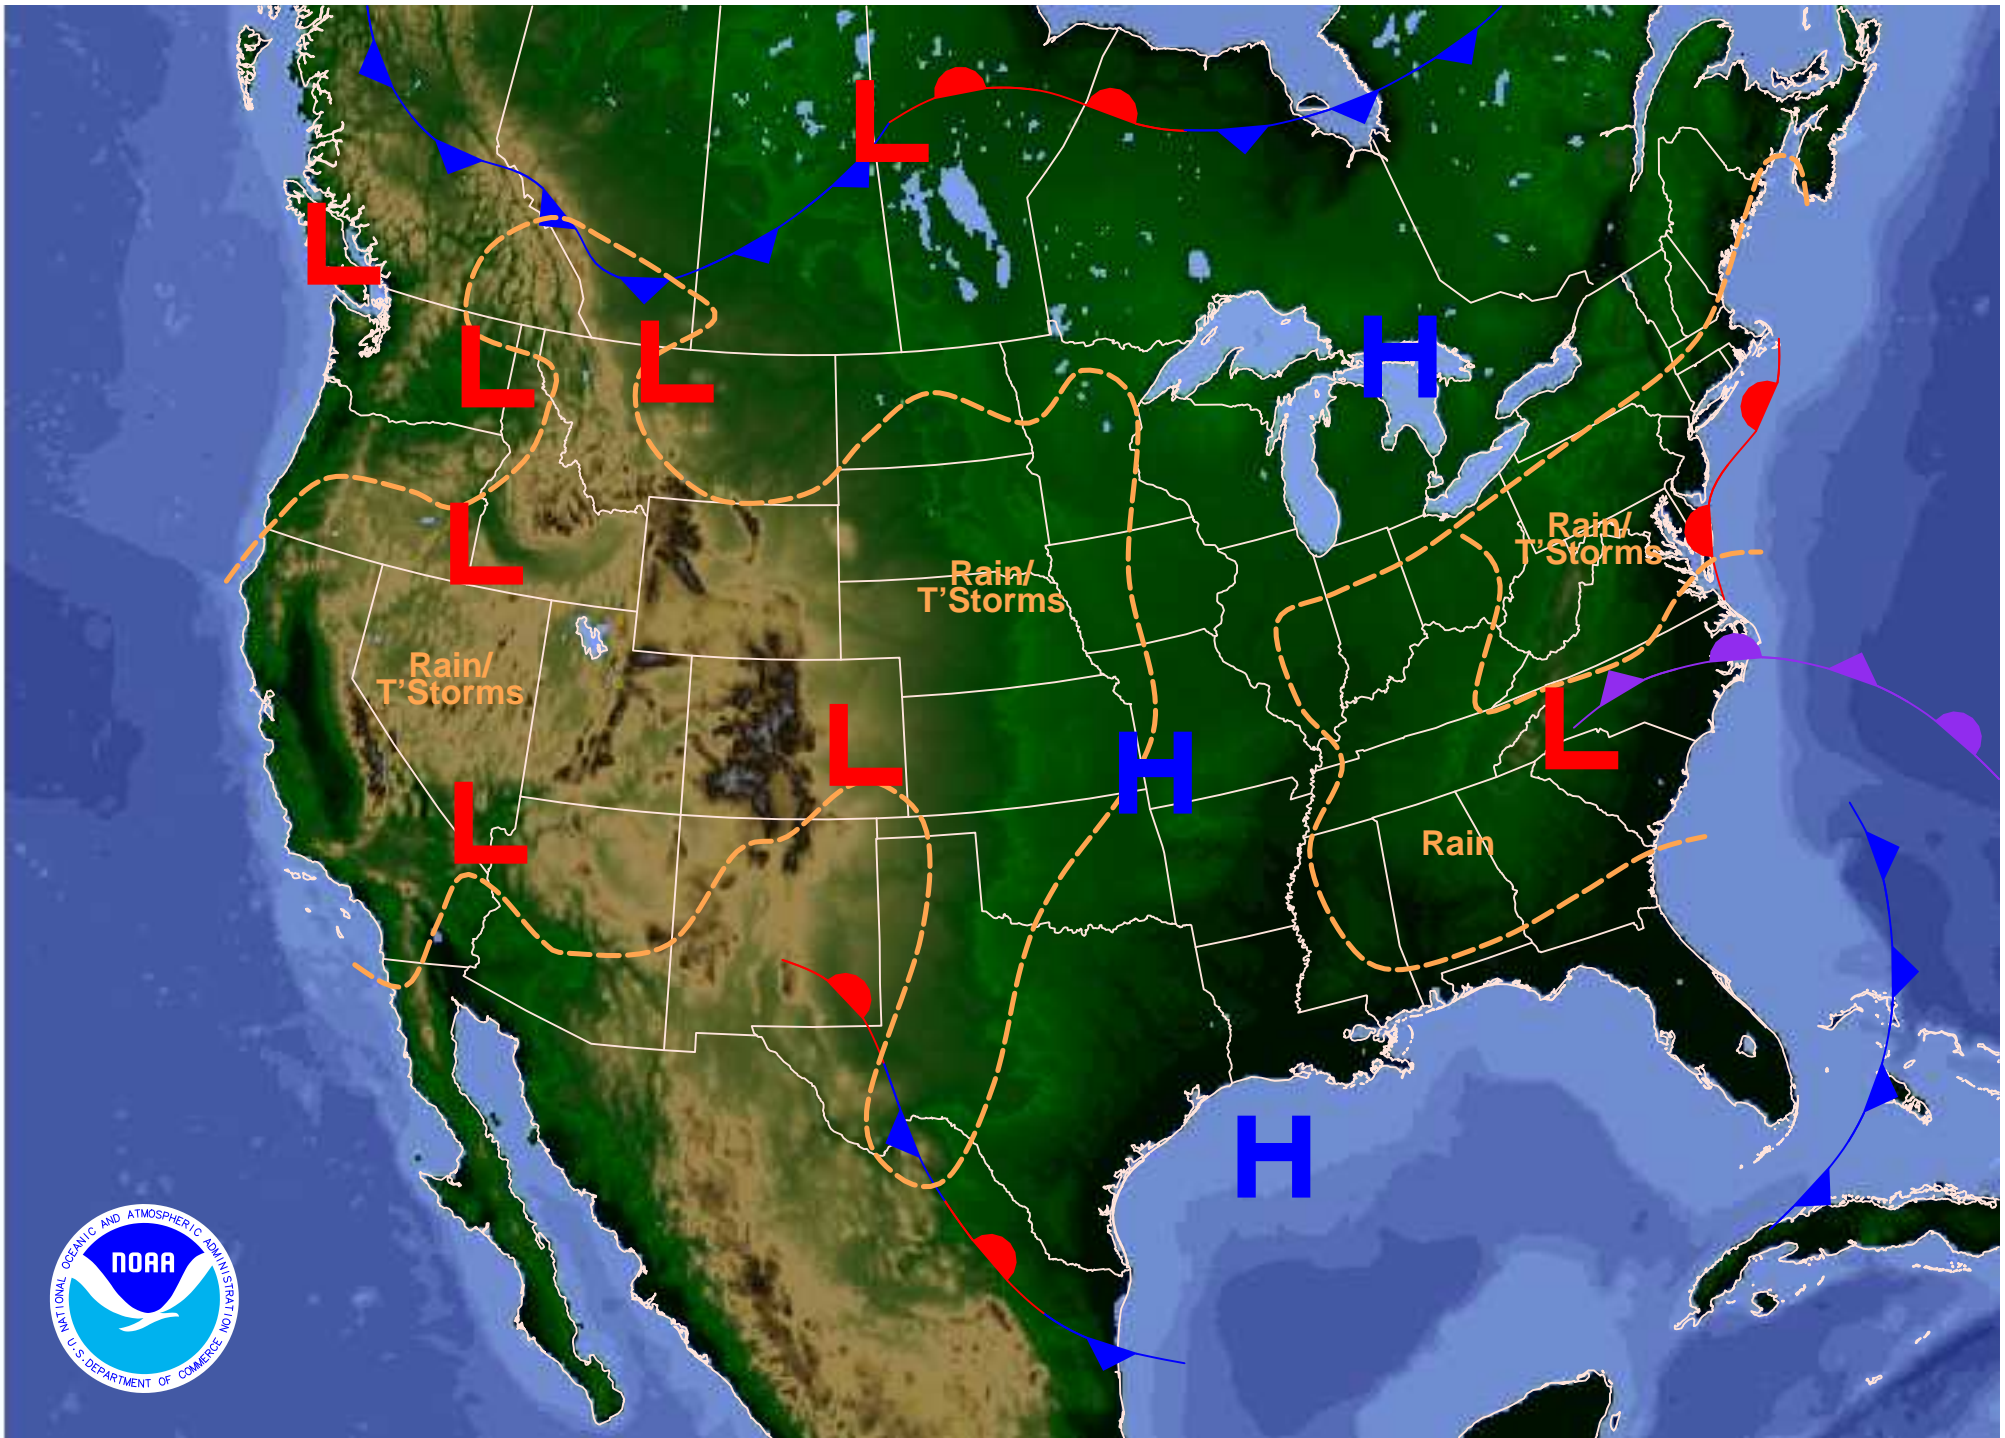 L
L
H
L
L
L
Rain/
T'Storms
Rain/
T'Storms
Rain/
T'Storms
L
L
H
L
L
Rain
H
NOAA
NATIONAL OCEANIC AND ATMOSPHERIC ADMINISTRATION
U.S. DEPARTMENT OF COMMERCE